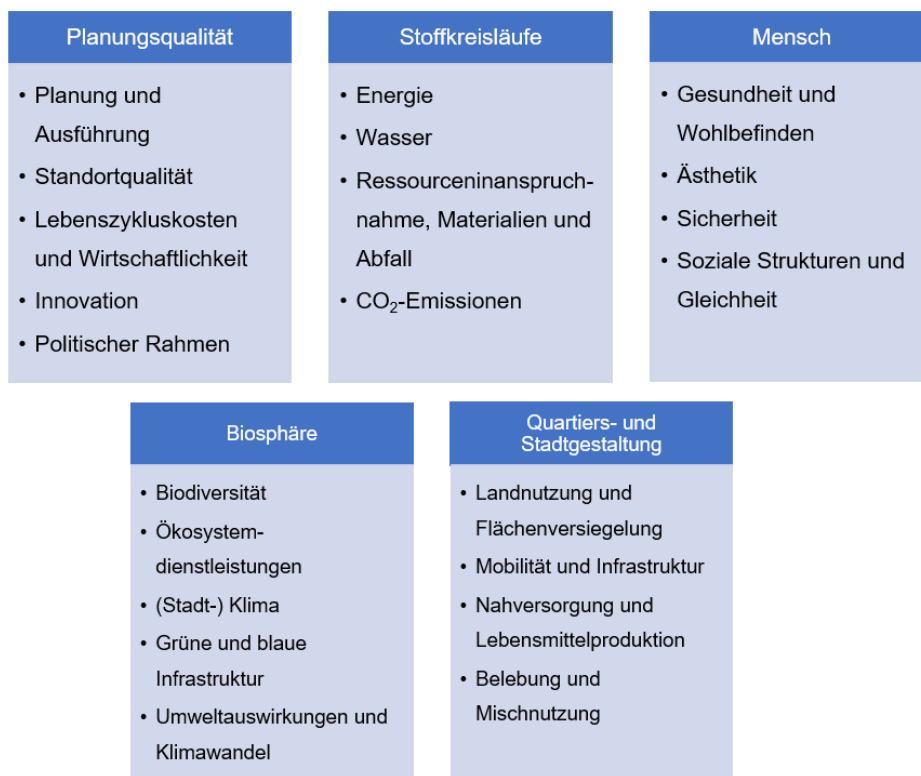 Planungsqualität
• Planung und
Ausführung
• Standortqualität
• Lebenszykluskosten
und Wirtschaftlichkeit
• Innovation
• Politischer Rahmen
Stoffkreisläufe
• Energie
• Wasser
• Ressourceninanspruch-
nahme, Materialien und
Abfall
• CO₂-Emissionen
Mensch
• Gesundheit und
Wohlbefinden
• Ästhetik
• Sicherheit
• Soziale Strukturen und
Gleichheit
Biosphäre
• Biodiversität
• Ökosystem-
dienstleistungen
• (Stadt-) Klima
• Grüne und blaue
Infrastruktur
• Umweltauswirkungen und
Klimawandel
Quartiers- und
Stadtgestaltung
• Landnutzung und
Flächenversiegelung
• Mobilität und Infrastruktur
• Nahversorgung und
Lebensmittelproduktion
• Belebung und
Mischnutzung